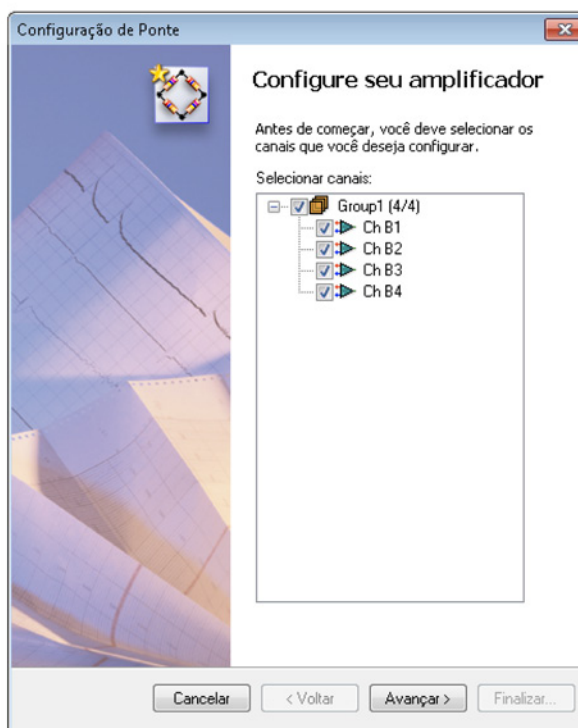 Configuração de Ponte
Configure seu amplificador
Antes de começar, você deve selecionar os
canais que você deseja configurar.
Selecionar canais:
Group1 (4/4)
Ch B1
Ch B2
Ch B3
Ch B4
Cancelar
< Voltar
Avançar >
Finalizar...